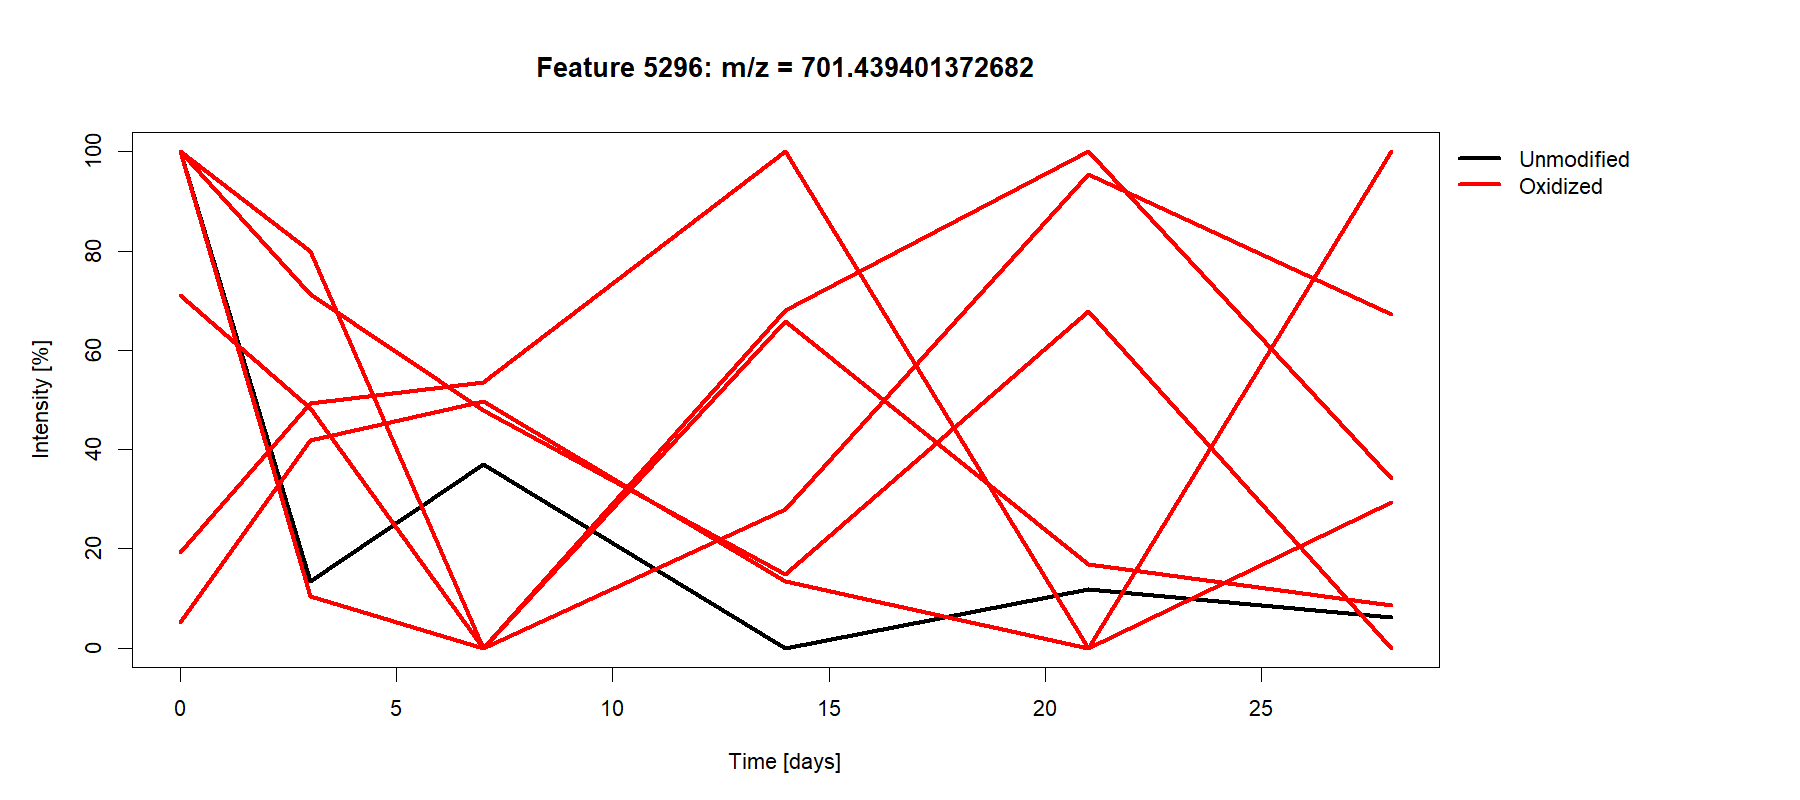 Feature 5296: m/z = 701.439401372682
Unmodified
Oxidized
Intensity [%]
100
80
60
40
20
0
0 5 10 15 20 25
Time [days]